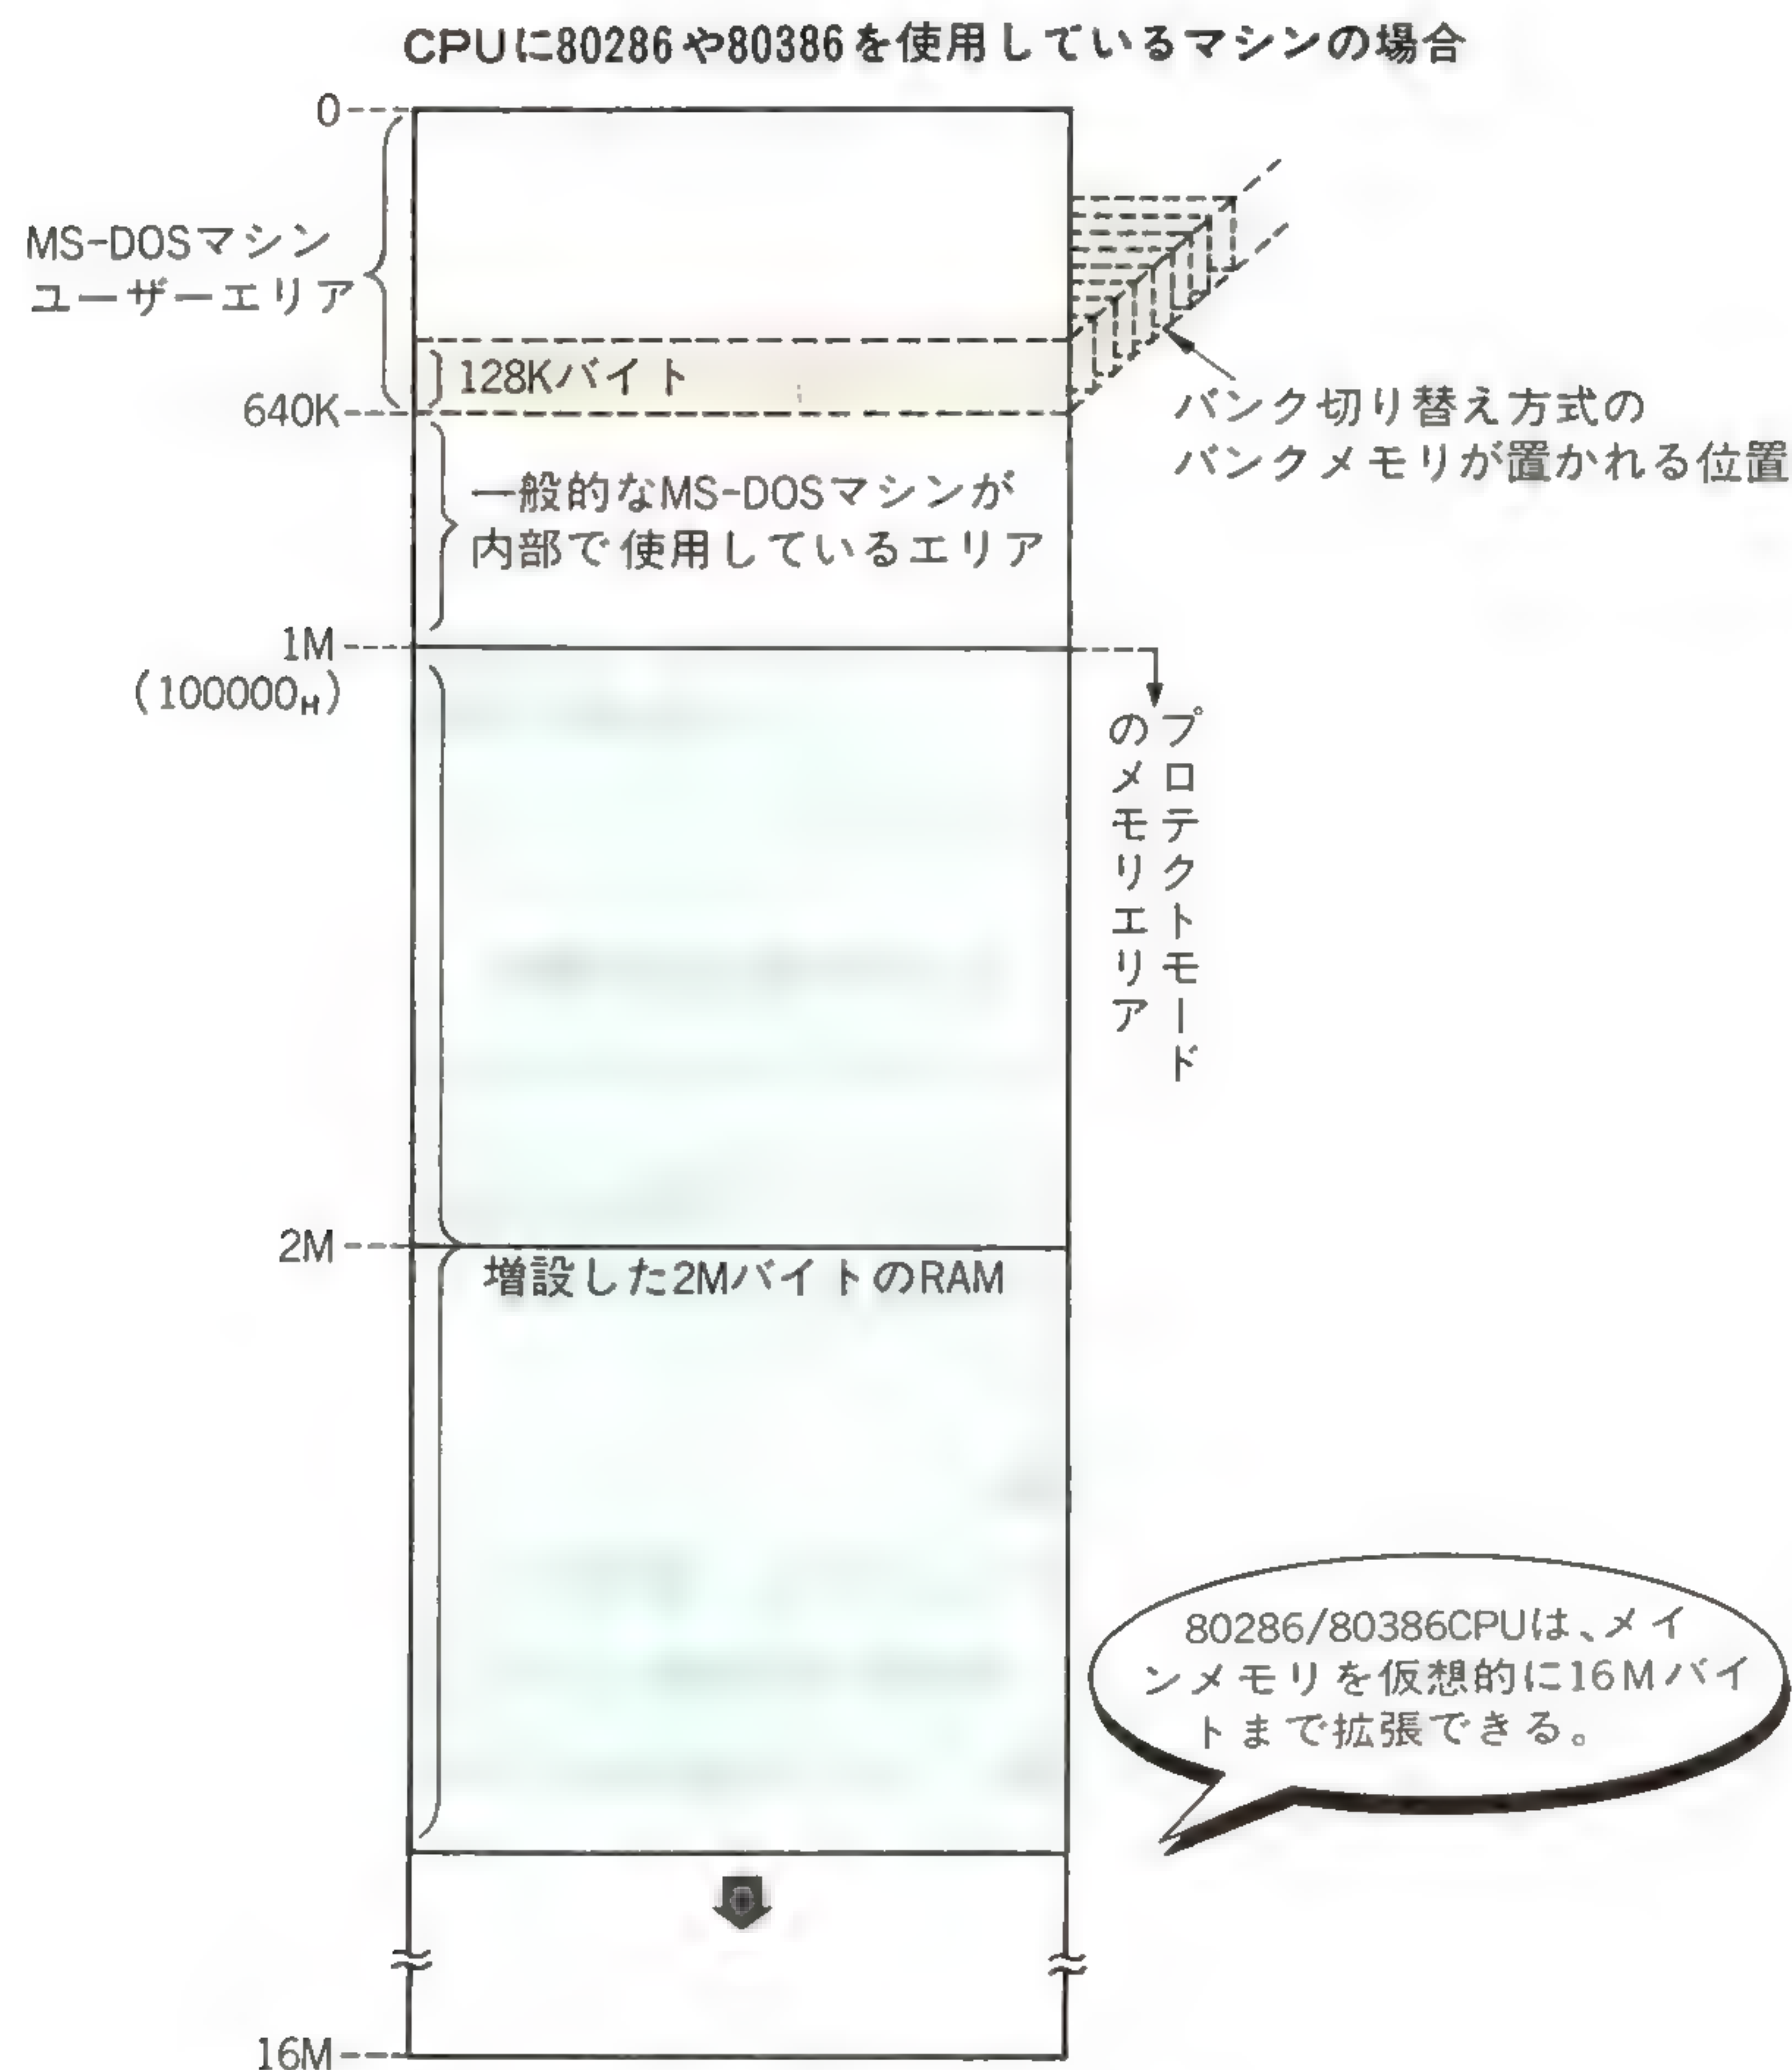 CPUに80286や80386を使用しているマシンの場合
0
MS-DOSマシン
ユーザーエリア
128Kバイト
640K
バンク切り替え方式の
バンクメモリが置かれる位置
一般的なMS-DOSマシンが
内部で使用しているエリア
1M
(100000H)
プロテクトモード
のメモリエリア
2M
増設した2MバイトのRAM
80286/80386CPUは、メイ
ンメモリを仮想的に16Mバイ
トまで拡張できる。
16M